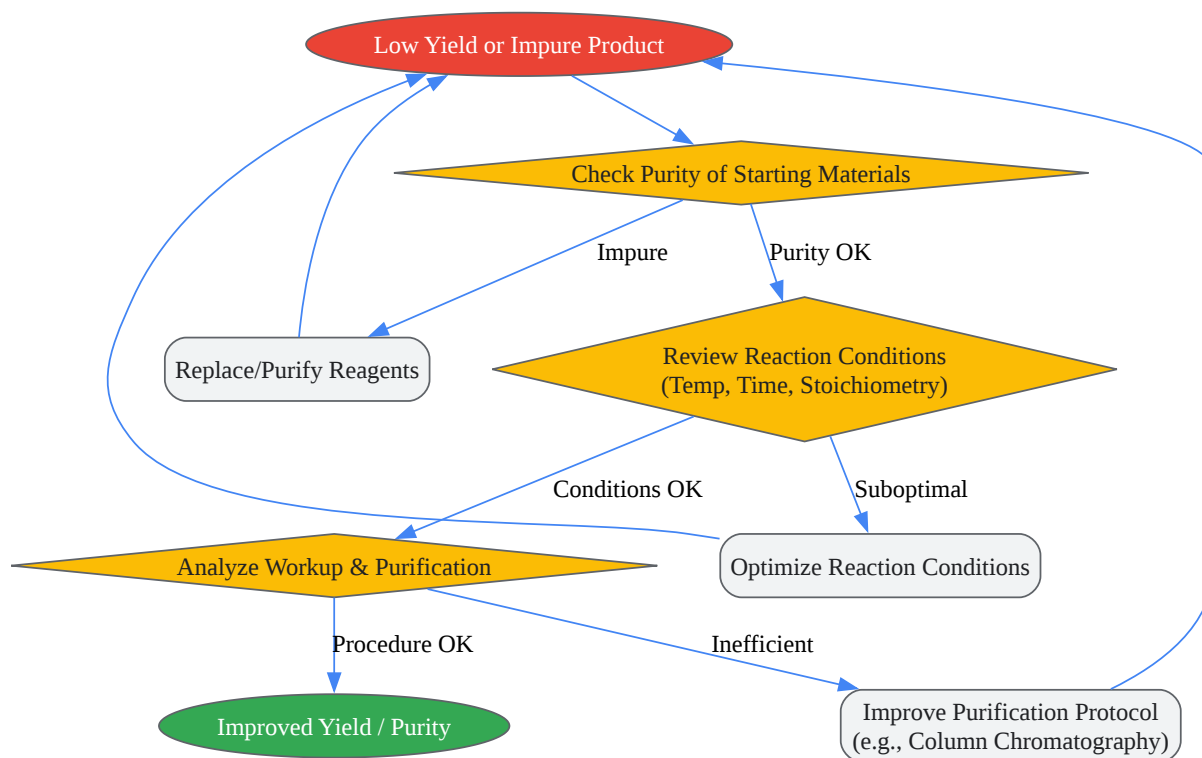 Low Yield or Impure Product
Check Purity of Starting Materials
Impure
Purity OK
Replace/Purify Reagents
Review Reaction Conditions
(Temp, Time, Stoichiometry)
Conditions OK
Suboptimal
Analyze Workup & Purification
Optimize Reaction Conditions
Procedure OK
Inefficient
Improved Yield / Purity
Improve Purification Protocol
(e.g., Column Chromatography)